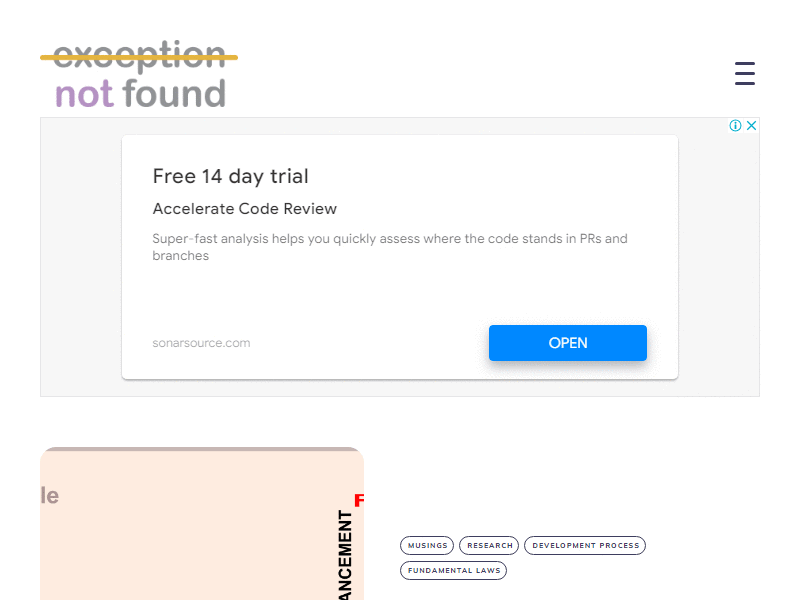 exception
not found
Free 14 day trial
Accelerate Code Review
Super-fast analysis helps you quickly assess where the code stands in PRs and
branches
sonarsource.com
OPEN
le
F
ANCEMENT
MUSINGS
RESEARCH
DEVELOPMENT PROCESS
FUNDAMENTAL LAWS